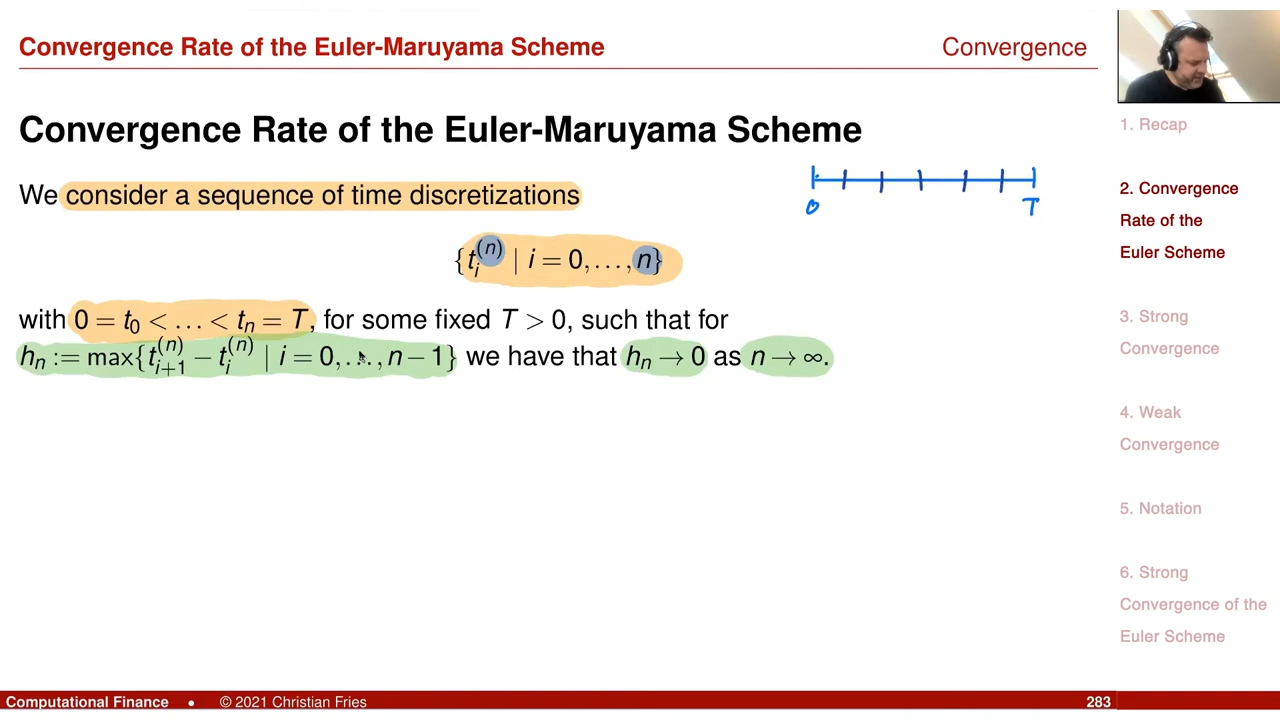 Convergence Rate of the Euler-Maruyama Scheme
Convergence
Convergence Rate of the Euler-Maruyama Scheme
We consider a sequence of time discretizations
0 T
{t_i^{(n)} | i = 0,…,n}
with 0 = t_0 < … < t_n = T, for some fixed T > 0, such that for
h_n := max{t_{i+1}^{(n)} − t_i^{(n)} | i = 0,…,n − 1} we have that h_n → 0 as n → ∞.
1. Recap
2. Convergence
Rate of the
Euler Scheme
3. Strong
Convergence
4. Weak
Convergence
5. Notation
6. Strong
Convergence of the
Euler Scheme
Computational Finance • © 2021 Christian Fries
283